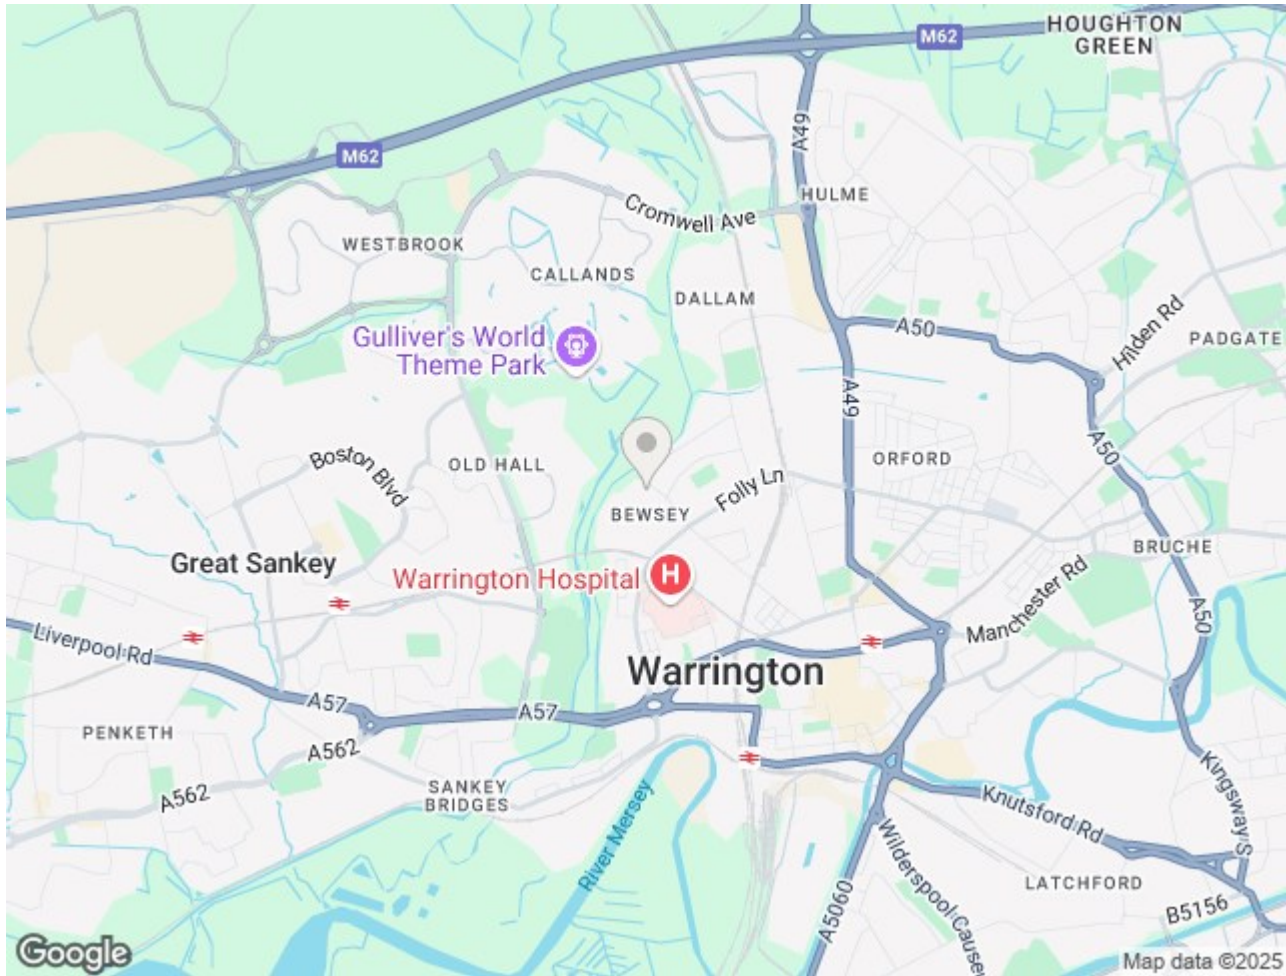 HOUGHTON
GREEN
M62
M62
A49
HULME
Cromwell Ave
WESTBROOK
CALLANDS
DALLAM
Hilden Rd
A50
PADGATE
Gulliver's World
Theme Park
A49
A50
Boston Blvd
OLD HALL
ORFORD
Folly Ln
BEWSEY
BRUCHE
Great Sankey
Warrington Hospital
H
Manchester Rd
A50
Liverpool Rd
Warrington
A57
A57
PENKETH
A562
A562
SANKEY
BRIDGES
River Mersey
Knutsford Rd
Kingsway S
Wilderspool Causer
LATCHFORD
A5060
B5156
Google
Map data ©2025